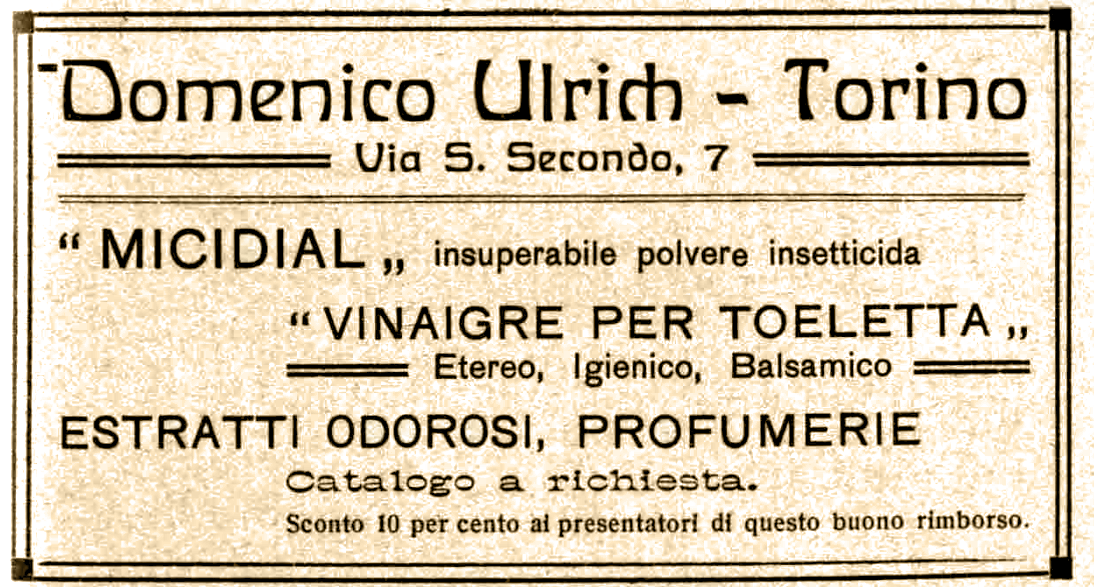 Domenico Ulrich - Torino
Via S. Secondo, 7
“ MICIDIAL „ insuperabile polvere insetticida
“ VINAIGRE PER TOELETTA „
Etereo, Igienico, Balsamico
ESTRATTI ODOROSI, PROFUMERIE
Catalogo a richiesta.
Sconto 10 per cento ai presentatori di questo buono rimborso.